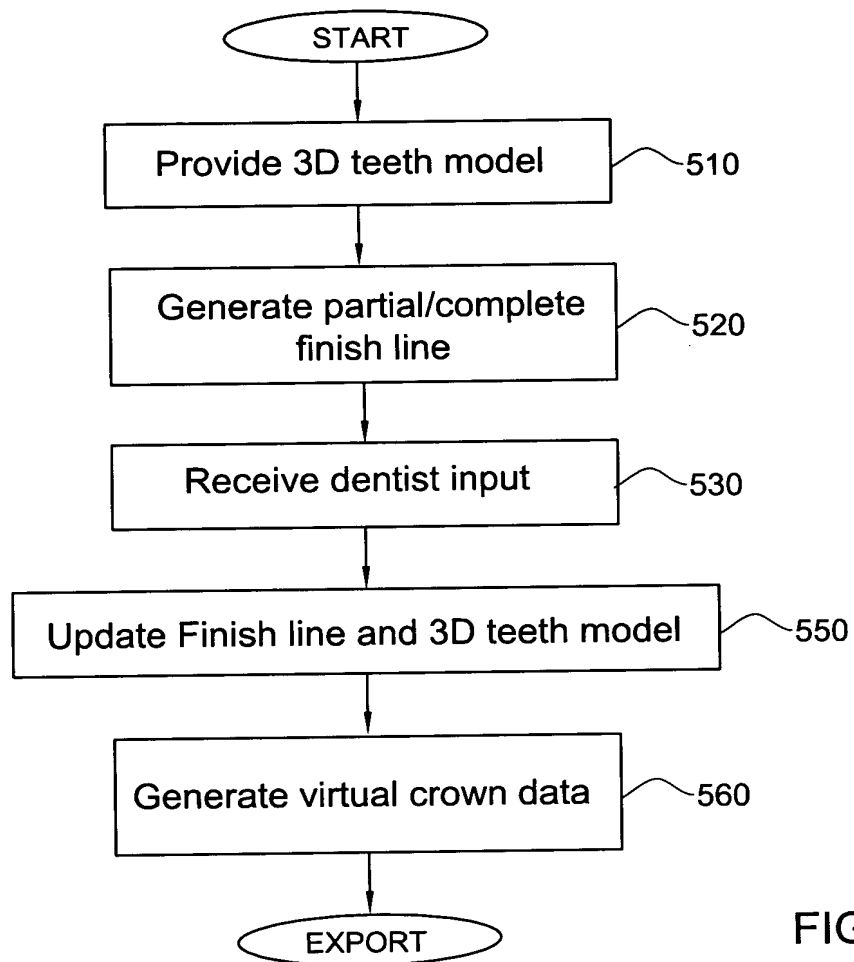 START
Provide 3D teeth model
510
Generate partial/complete
finish line
520
Receive dentist input
530
Update Finish line and 3D teeth model
550
Generate virtual crown data
560
EXPORT
FIG